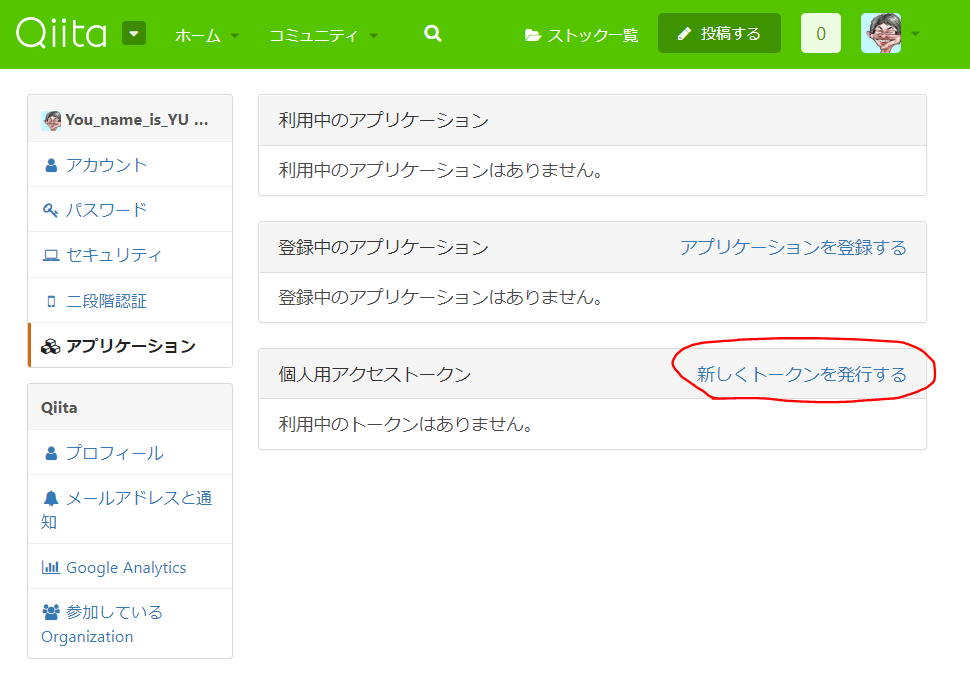 Qiita ホーム コミュニティ ストック一覧 投稿する 0
You_name_is_YU ...
アカウント
パスワード
セキュリティ
二段階認証
アプリケーション
Qiita
プロフィール
メールアドレスと通
知
Google Analytics
参加している
Organization
利用中のアプリケーション
利用中のアプリケーションはありません。
登録中のアプリケーション アプリケーションを登録する
登録中のアプリケーションはありません。
個人用アクセストークン 新しくトークンを発行する
利用中のトークンはありません。